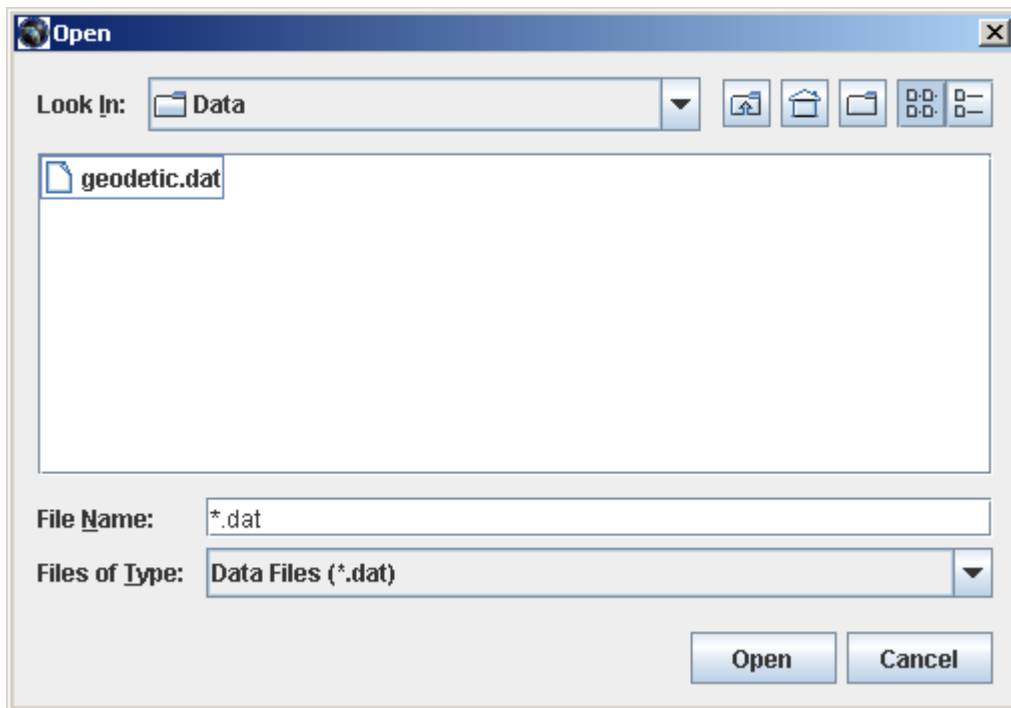 Open
Look In: Data
geodetic.dat
File Name: *.dat
Files of Type: Data Files (*.dat)
Open Cancel